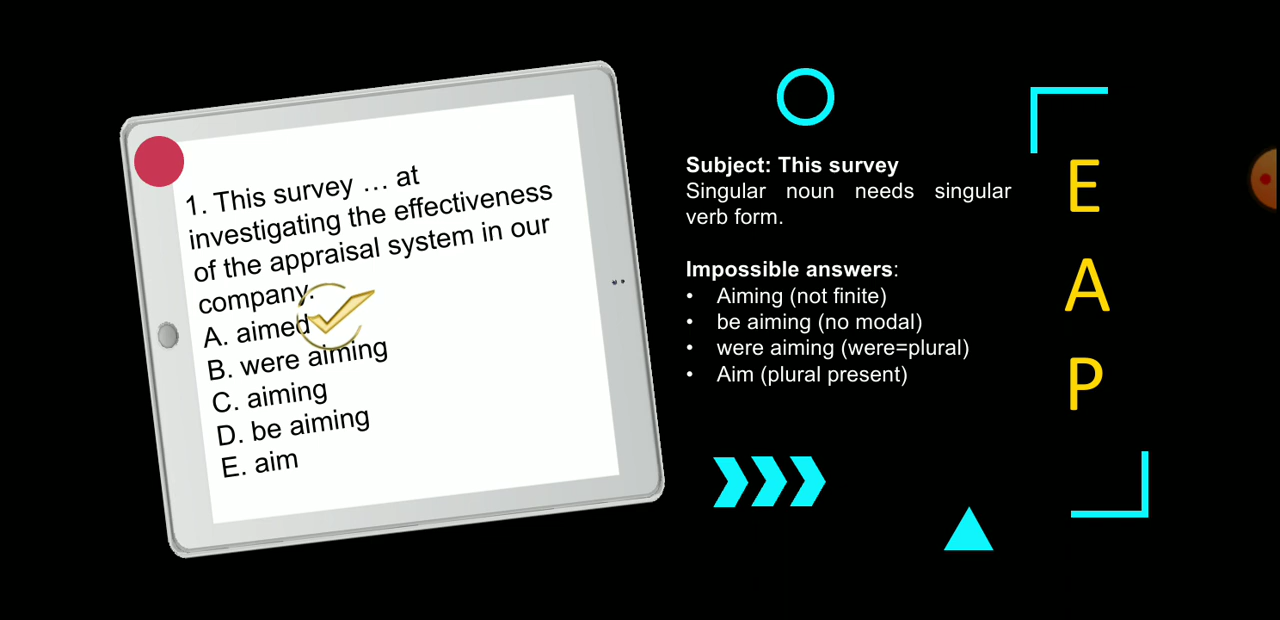 1. This survey … at
investigating the effectiveness
of the appraisal system in our
company.
A. aimed
B. were aiming
C. aiming
D. be aiming
E. aim
Subject: This survey
Singular noun needs singular
verb form.
Impossible answers:
• Aiming (not finite)
• be aiming (no modal)
• were aiming (were=plural)
• Aim (plural present)
E
A
P